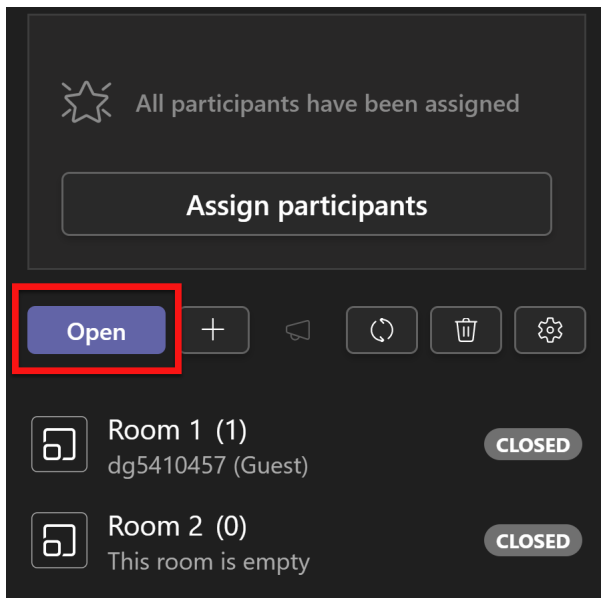 All participants have been assigned
Assign participants
Open
Room 1 (1)
CLOSED
dg5410457 (Guest)
Room 2 (0)
CLOSED
This room is empty